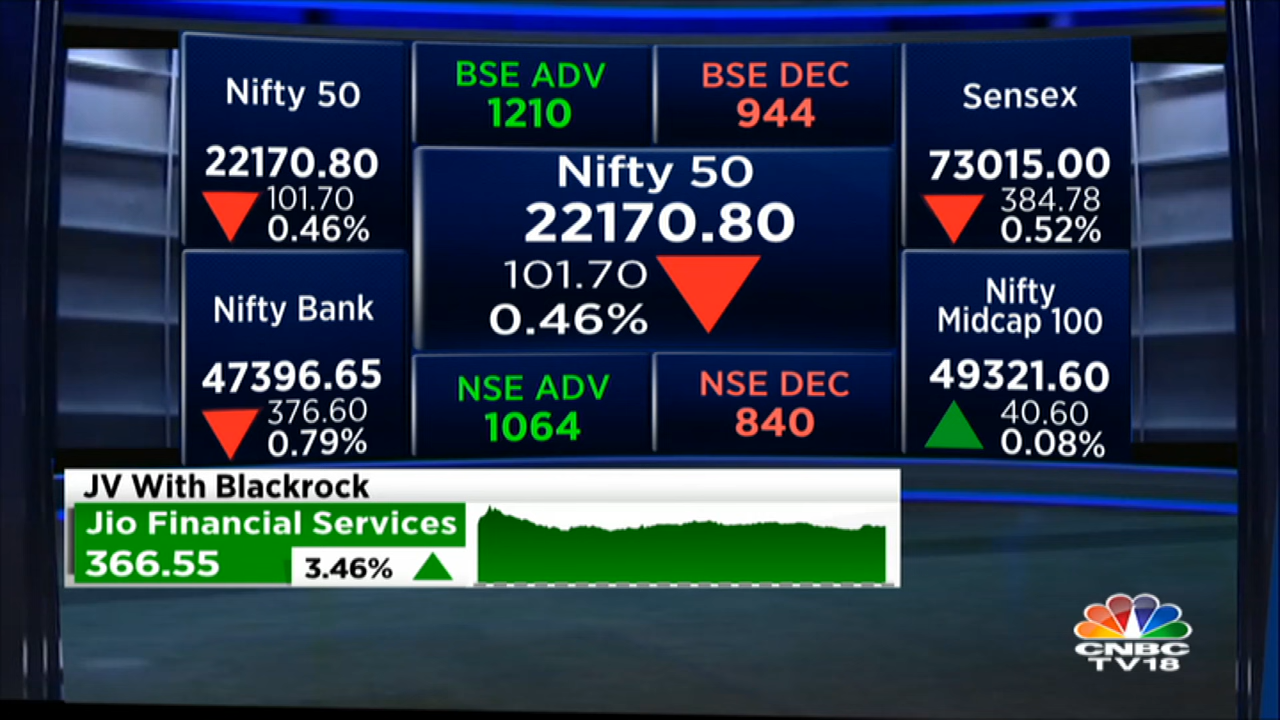 Nifty 50
22170.80
101.70
0.46%
BSE ADV
1210
BSE DEC
944
Sensex
73015.00
384.78
0.52%
Nifty 50
22170.80
101.70
0.46%
Nifty Bank
47396.65
376.60
0.79%
NSE ADV
1064
NSE DEC
840
Nifty
Midcap 100
49321.60
40.60
0.08%
JV With Blackrock
Jio Financial Services
366.55
3.46%
CNBC
TV18